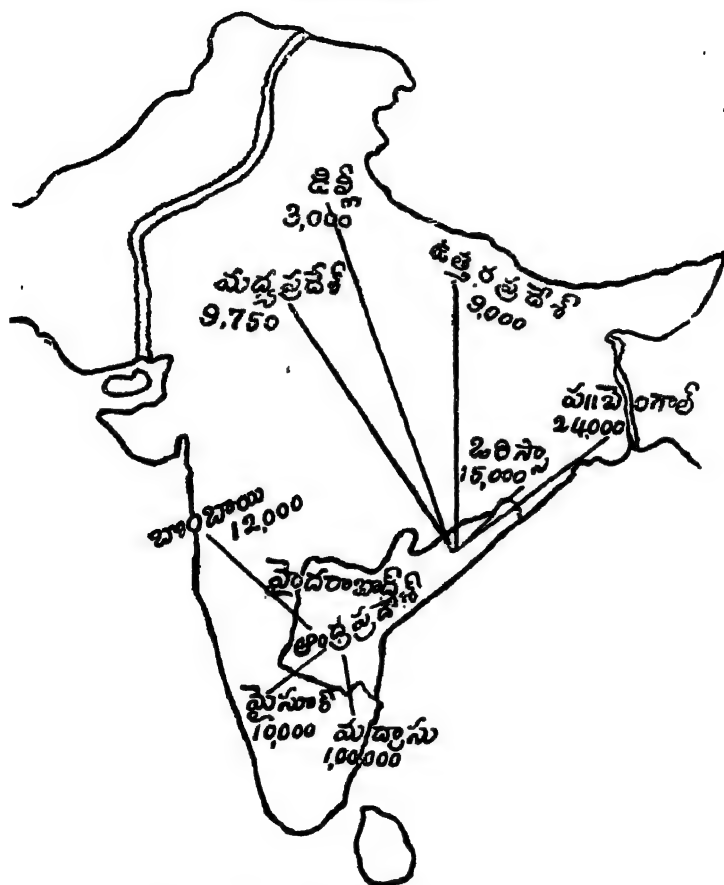 డిల్లీ
3,000
ఉత్తరప్రదేశ్
9,000
మధ్యప్రదేశ్
9,750
ప॥బెంగాల్
24,000
ఒరిస్సా
15,000
బొంబాయి
12,000
హైదరాబాద్
ఆంధ్రప్రదేశ్
మైసూర్
10,000
మద్రాసు
1,00,000